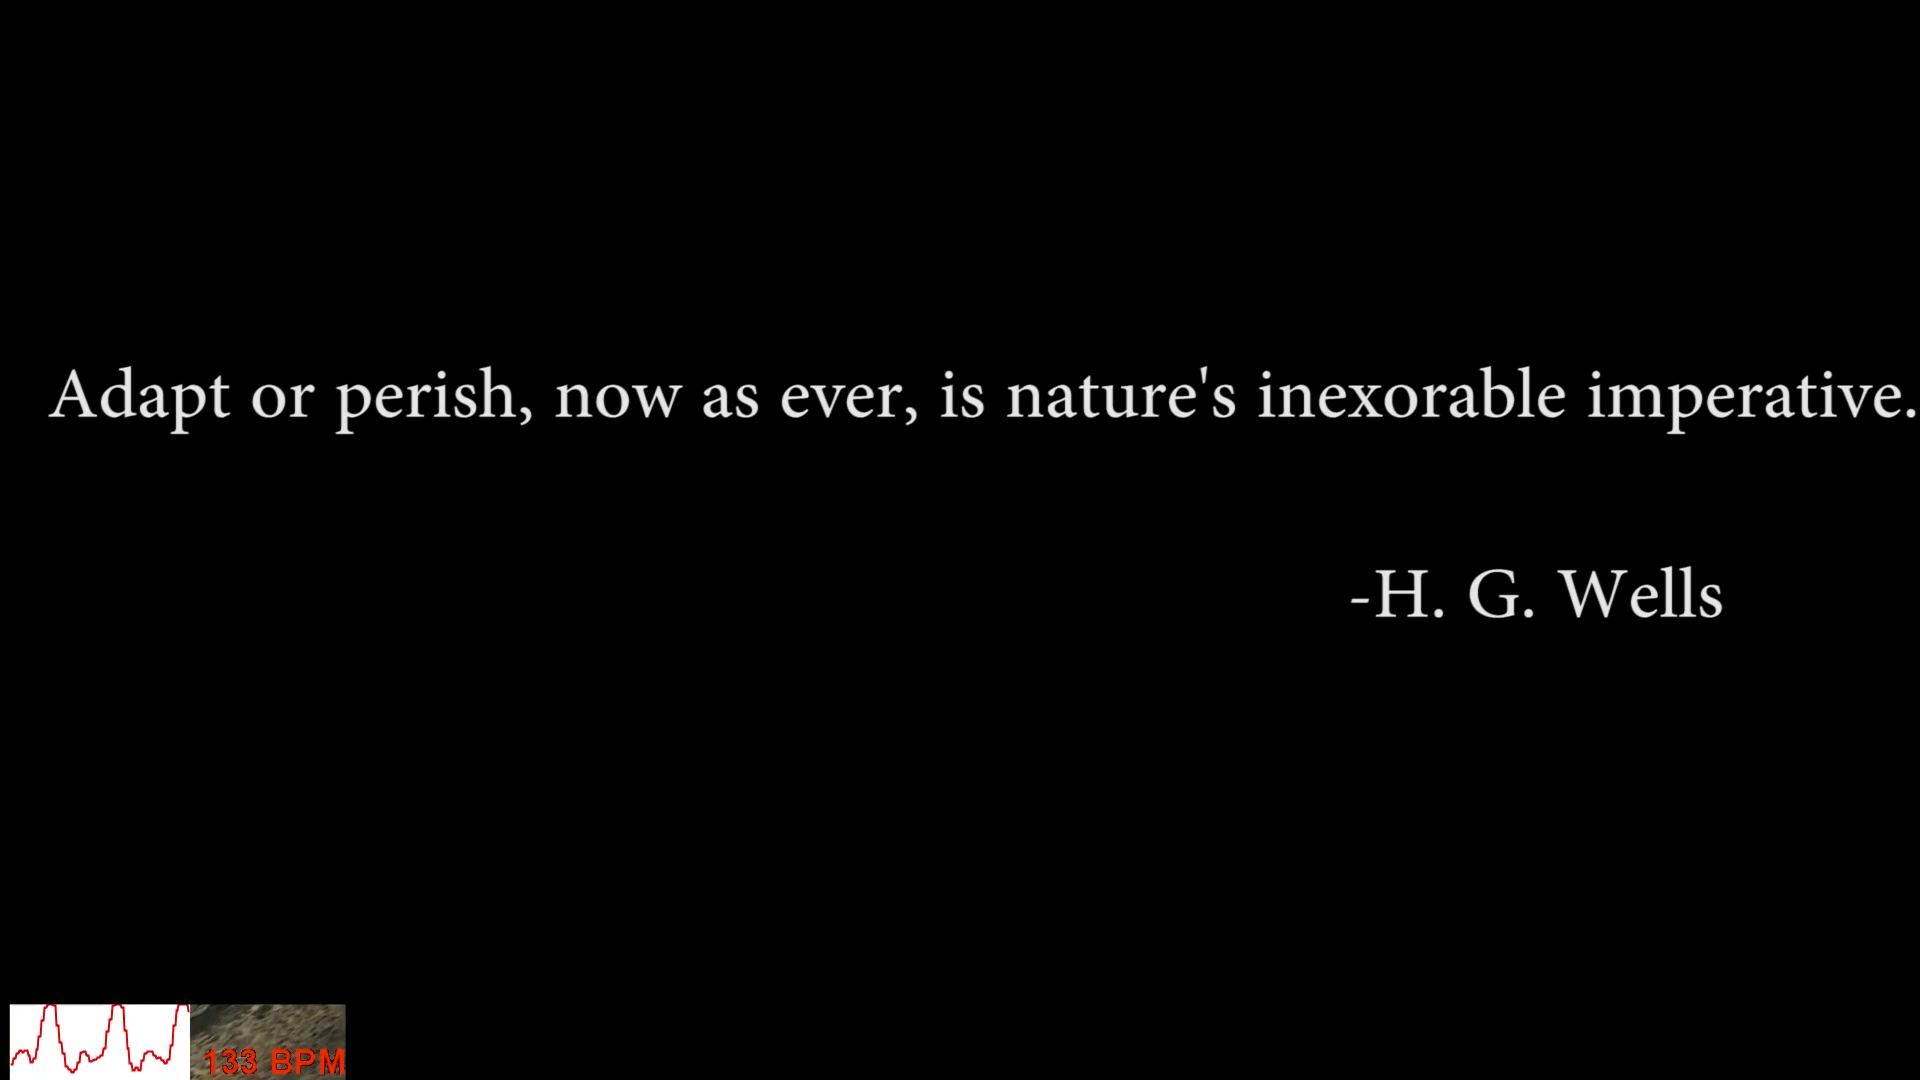 Adapt or perish, now as ever, is nature's inexorable imperative.
-H. G. Wells
133 BPM